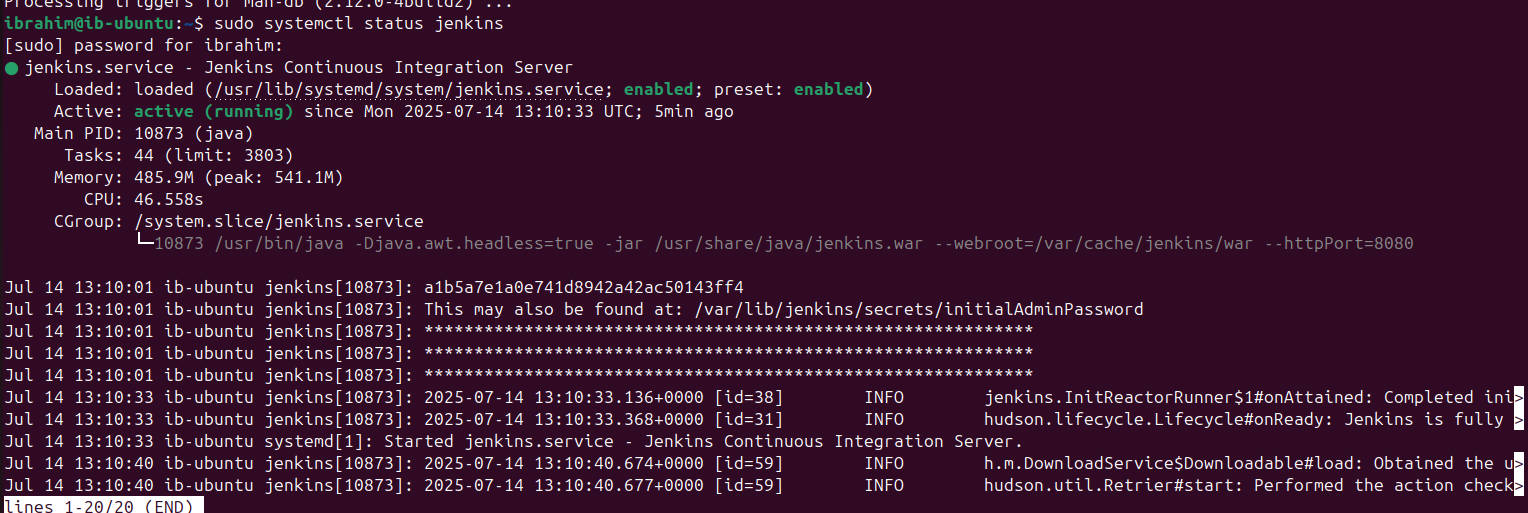 Processing triggers for man-db (2.12.0-4build2) ...
ibrahim@ib-ubuntu:~$ sudo systemctl status jenkins
[sudo] password for ibrahim:
● jenkins.service - Jenkins Continuous Integration Server
Loaded: loaded (/usr/lib/systemd/system/jenkins.service; enabled; preset: enabled)
Active: active (running) since Mon 2025-07-14 13:10:33 UTC; 5min ago
Main PID: 10873 (java)
Tasks: 44 (limit: 3803)
Memory: 485.9M (peak: 541.1M)
CPU: 46.558s
CGroup: /system.slice/jenkins.service
└─10873 /usr/bin/java -Djava.awt.headless=true -jar /usr/share/java/jenkins.war --webroot=/var/cache/jenkins/war --httpPort=8080
Jul 14 13:10:01 ib-ubuntu jenkins[10873]: a1b5a7e1a0e741d8942a42ac50143ff4
Jul 14 13:10:01 ib-ubuntu jenkins[10873]: This may also be found at: /var/lib/jenkins/secrets/initialAdminPassword
Jul 14 13:10:01 ib-ubuntu jenkins[10873]: *************************************************************
Jul 14 13:10:01 ib-ubuntu jenkins[10873]: *************************************************************
Jul 14 13:10:01 ib-ubuntu jenkins[10873]: *************************************************************
Jul 14 13:10:33 ib-ubuntu jenkins[10873]: 2025-07-14 13:10:33.136+0000 [id=38] INFO jenkins.InitReactorRunner$1#onAttained: Completed ini>
Jul 14 13:10:33 ib-ubuntu jenkins[10873]: 2025-07-14 13:10:33.368+0000 [id=31] INFO hudson.lifecycle.Lifecycle#onReady: Jenkins is fully >
Jul 14 13:10:33 ib-ubuntu systemd[1]: Started jenkins.service - Jenkins Continuous Integration Server.
Jul 14 13:10:40 ib-ubuntu jenkins[10873]: 2025-07-14 13:10:40.674+0000 [id=59] INFO h.m.DownloadService$Downloadable#load: Obtained the u>
Jul 14 13:10:40 ib-ubuntu jenkins[10873]: 2025-07-14 13:10:40.677+0000 [id=59] INFO hudson.util.Retrier#start: Performed the action check>
lines 1-20/20 (END)